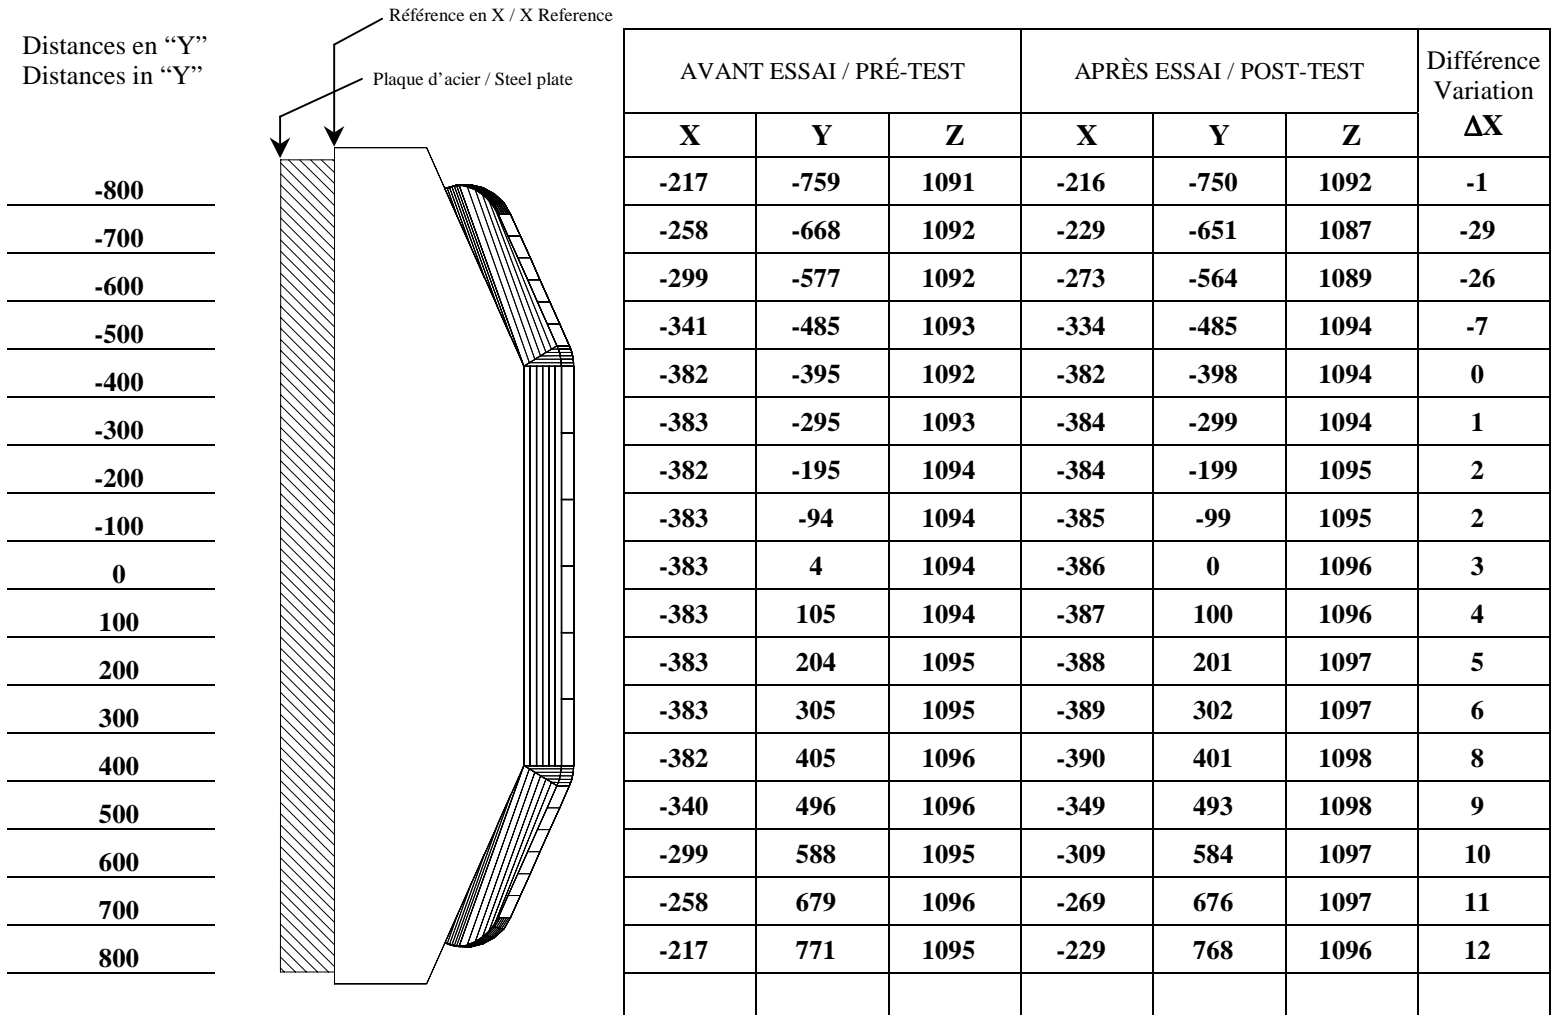 Référence en X / X Reference
Distances en “Y”
Distances in “Y”
Plaque d’acier / Steel plate
AVANT ESSAI / PRÉ-TEST APRÈS ESSAI / POST-TEST Différence
Variation
ΔX
X Y Z X Y Z
-800 -217 -759 1091 -216 -750 1092 -1
-700 -258 -668 1092 -229 -651 1087 -29
-600 -299 -577 1092 -273 -564 1089 -26
-500 -341 -485 1093 -334 -485 1094 -7
-400 -382 -395 1092 -382 -398 1094 0
-300 -383 -295 1093 -384 -299 1094 1
-200 -382 -195 1094 -384 -199 1095 2
-100 -383 -94 1094 -385 -99 1095 2
0 -383 4 1094 -386 0 1096 3
100 -383 105 1094 -387 100 1096 4
200 -383 204 1095 -388 201 1097 5
300 -383 305 1095 -389 302 1097 6
400 -382 405 1096 -390 401 1098 8
500 -340 496 1096 -349 493 1098 9
600 -299 588 1095 -309 584 1097 10
700 -258 679 1096 -269 676 1097 11
800 -217 771 1095 -229 768 1096 12